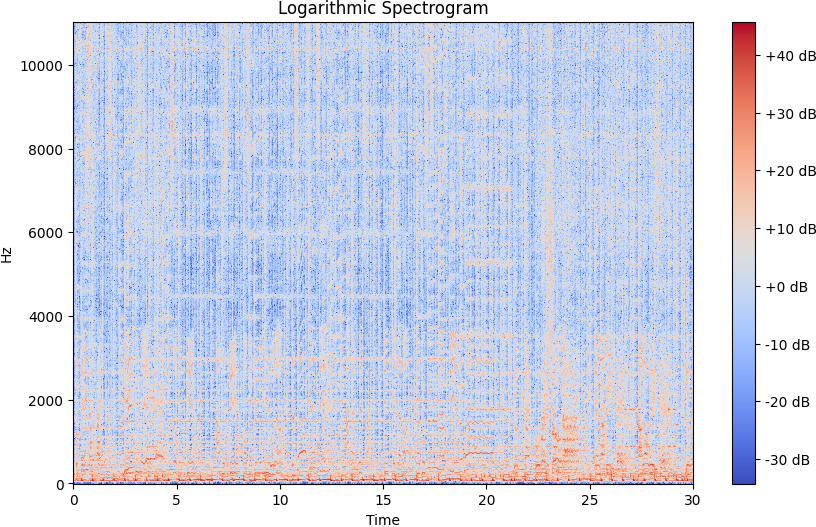 Logarithmic Spectrogram
Hz
10000
8000
6000
4000
2000
0
0 5 10 15 20 25 30
Time
+40 dB
+30 dB
+20 dB
+10 dB
+0 dB
-10 dB
-20 dB
-30 dB